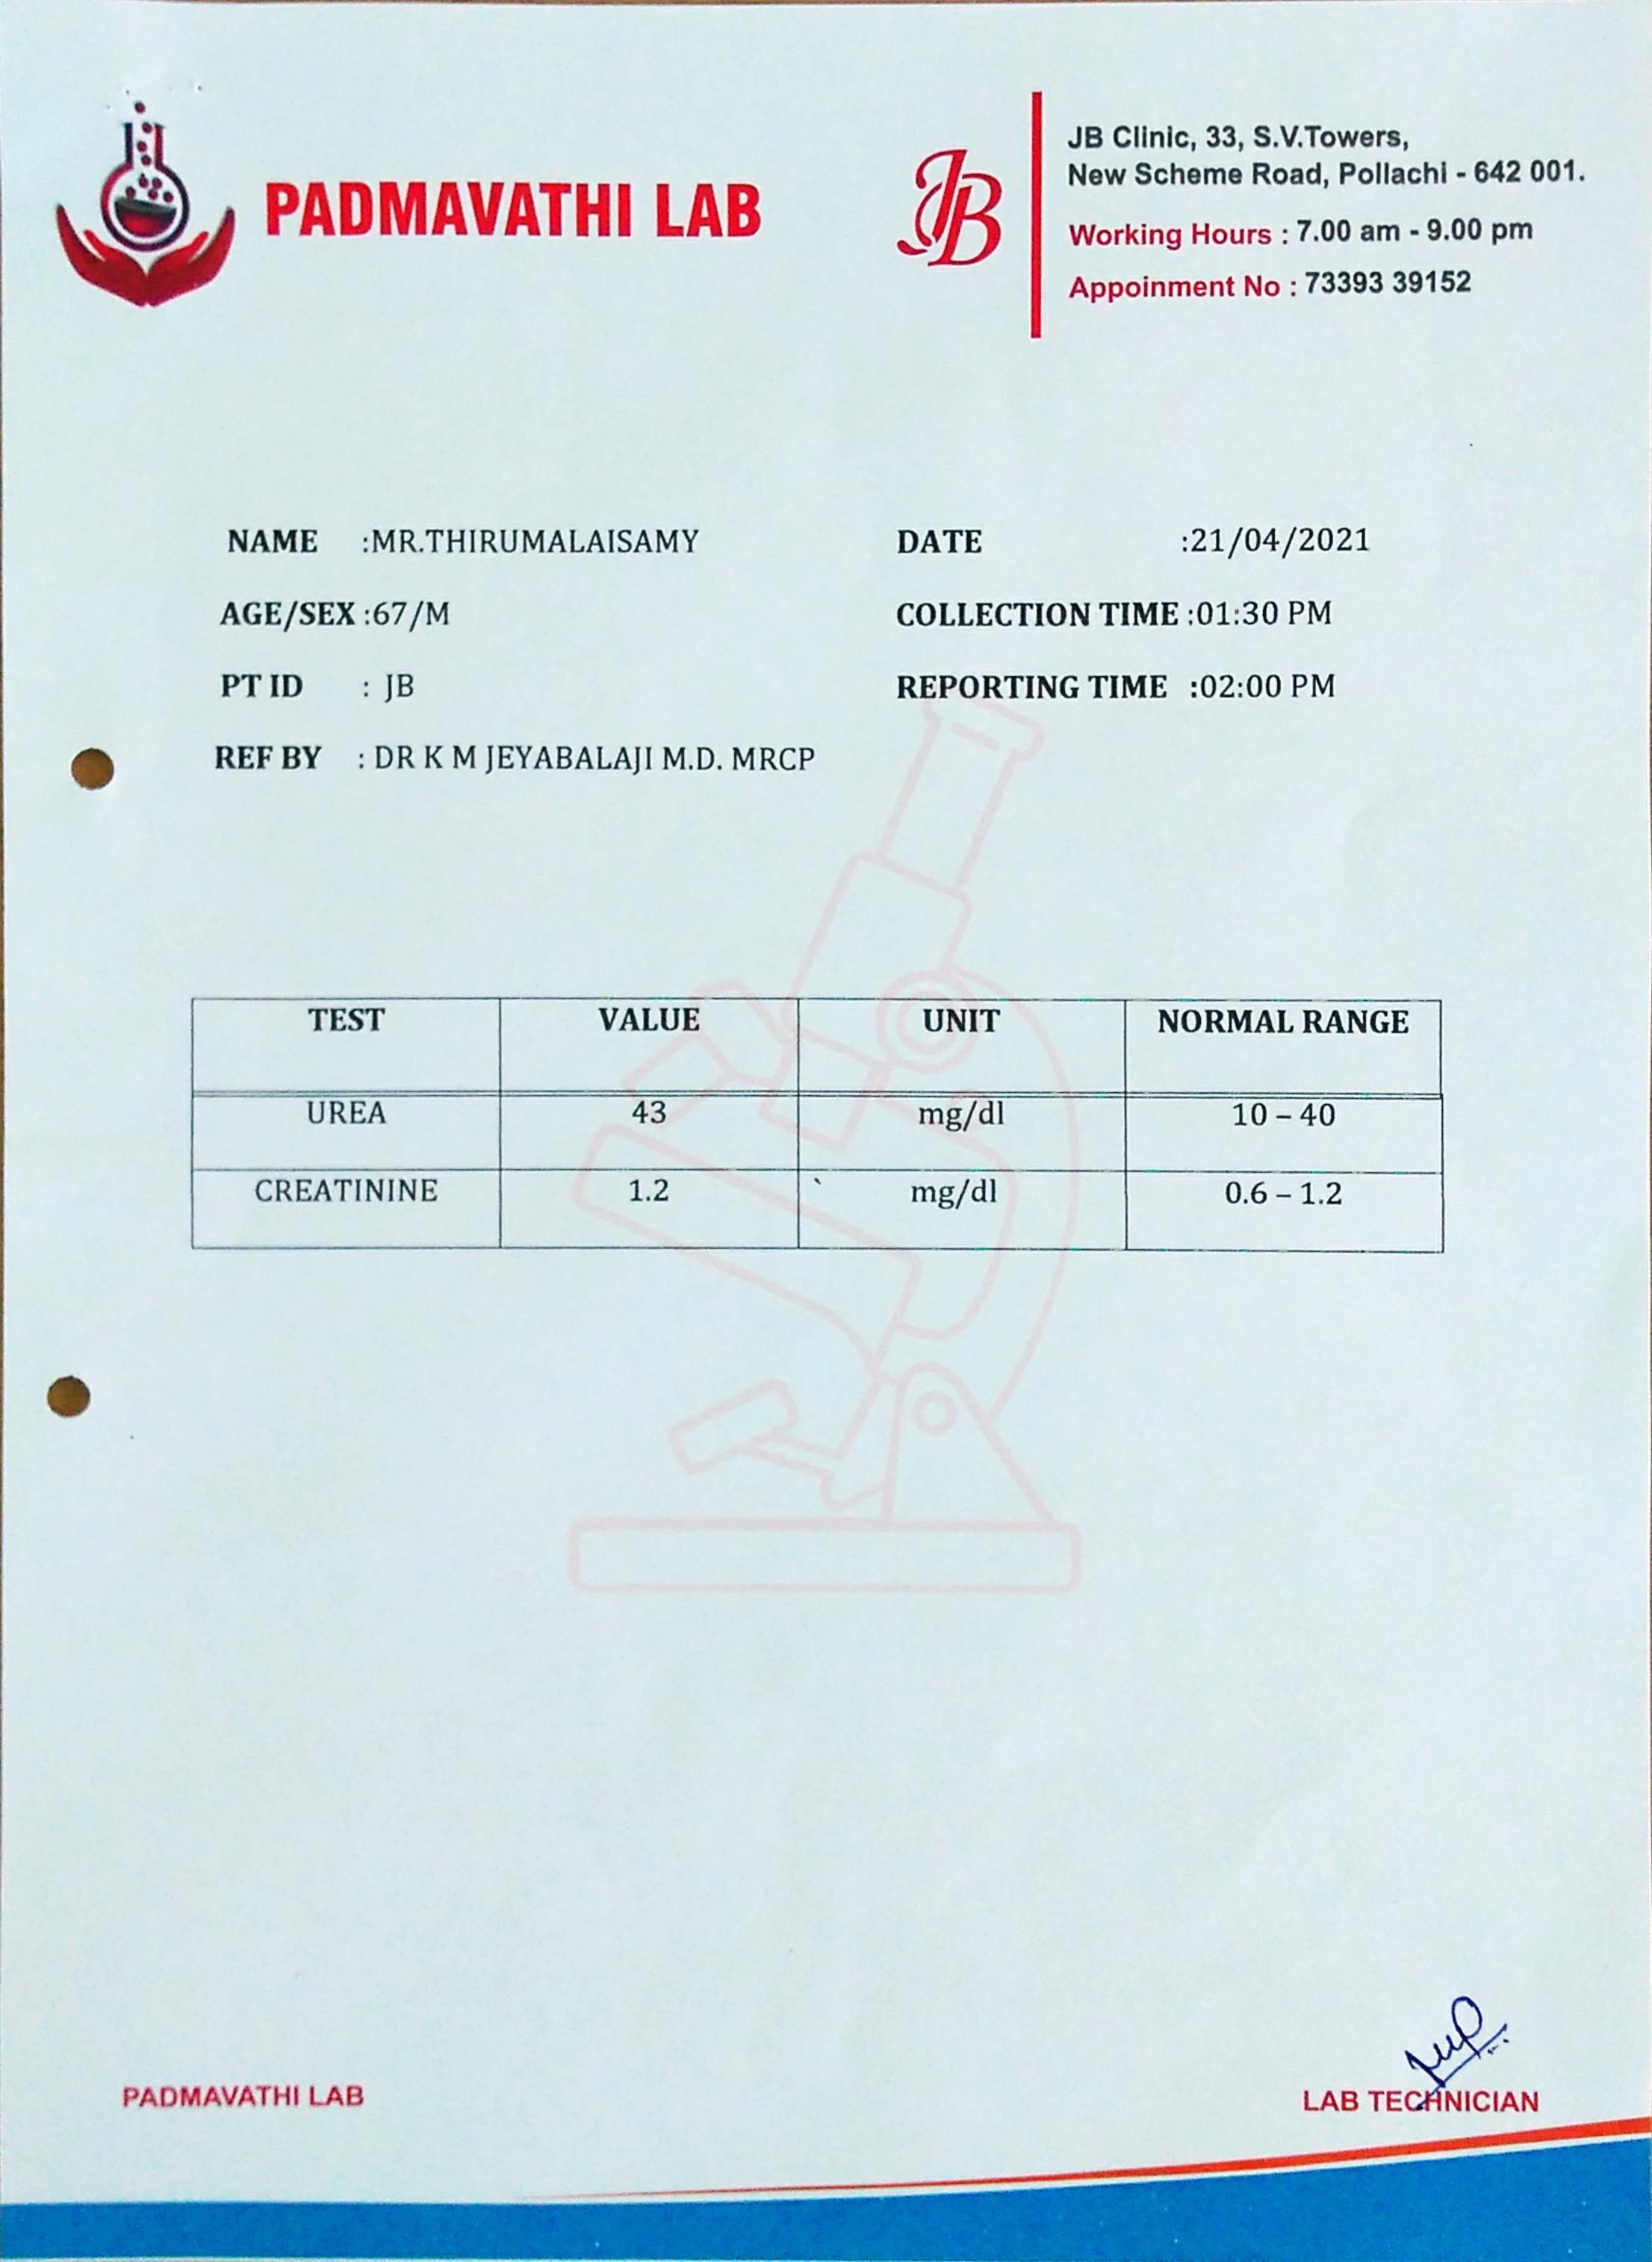 PADMAVATHI LAB
JB
JB Clinic, 33, S.V.Towers,
New Scheme Road, Pollachi - 642 001.
Working Hours : 7.00 am - 9.00 pm
Appoinment No : 73393 39152
NAME :MR.THIRUMALAISAMY DATE :21/04/2021
AGE/SEX :67/M COLLECTION TIME :01:30 PM
PT ID : JB REPORTING TIME :02:00 PM
REF BY : DR K M JEYABALAJI M.D. MRCP
TEST VALUE UNIT NORMAL RANGE
UREA 43 mg/dl 10 – 40
CREATININE 1.2 mg/dl 0.6 – 1.2
PADMAVATHI LAB LAB TECHNICIAN